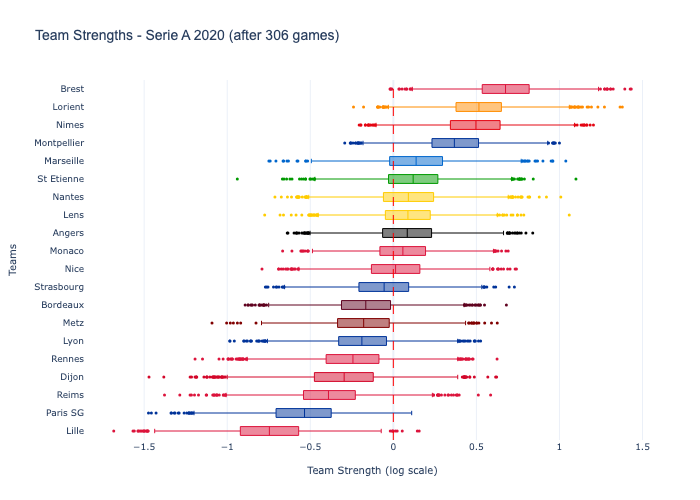 Team Strengths - Serie A 2020 (after 306 games)
Teams
Brest
Lorient
Nimes
Montpellier
Marseille
St Etienne
Nantes
Lens
Angers
Monaco
Nice
Strasbourg
Bordeaux
Metz
Lyon
Rennes
Dijon
Reims
Paris SG
Lille
−1.5 −1 −0.5 0 0.5 1 1.5
Team Strength (log scale)